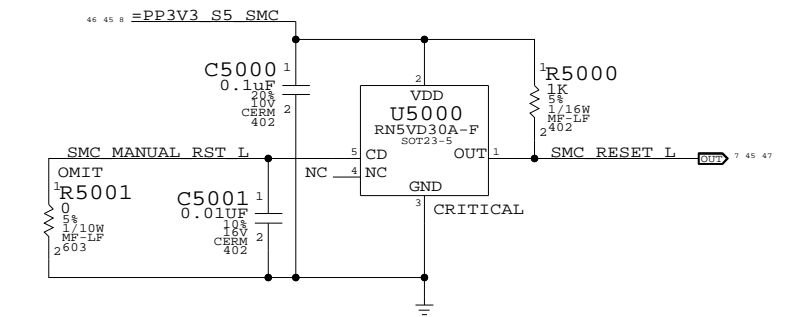 46 45 8 =PP3V3_S5_SMC
C5000 1
0.1uF
20%
10V
CERM 2
402
2
VDD
U5000
RN5VD30A-F
SOT23-5
5 CD
OUT 1
NC 4 NC
GND
3 CRITICAL
1 R5000
1K
5%
1/16W
MF-LF
2 402
SMC_RESET_L OUT 7 45 47
SMC_MANUAL_RST_L
OMIT
1 R5001
0
5%
1/10W
MF-LF
2 603
C5001 1
0.01UF
10%
16V
CERM 2
402